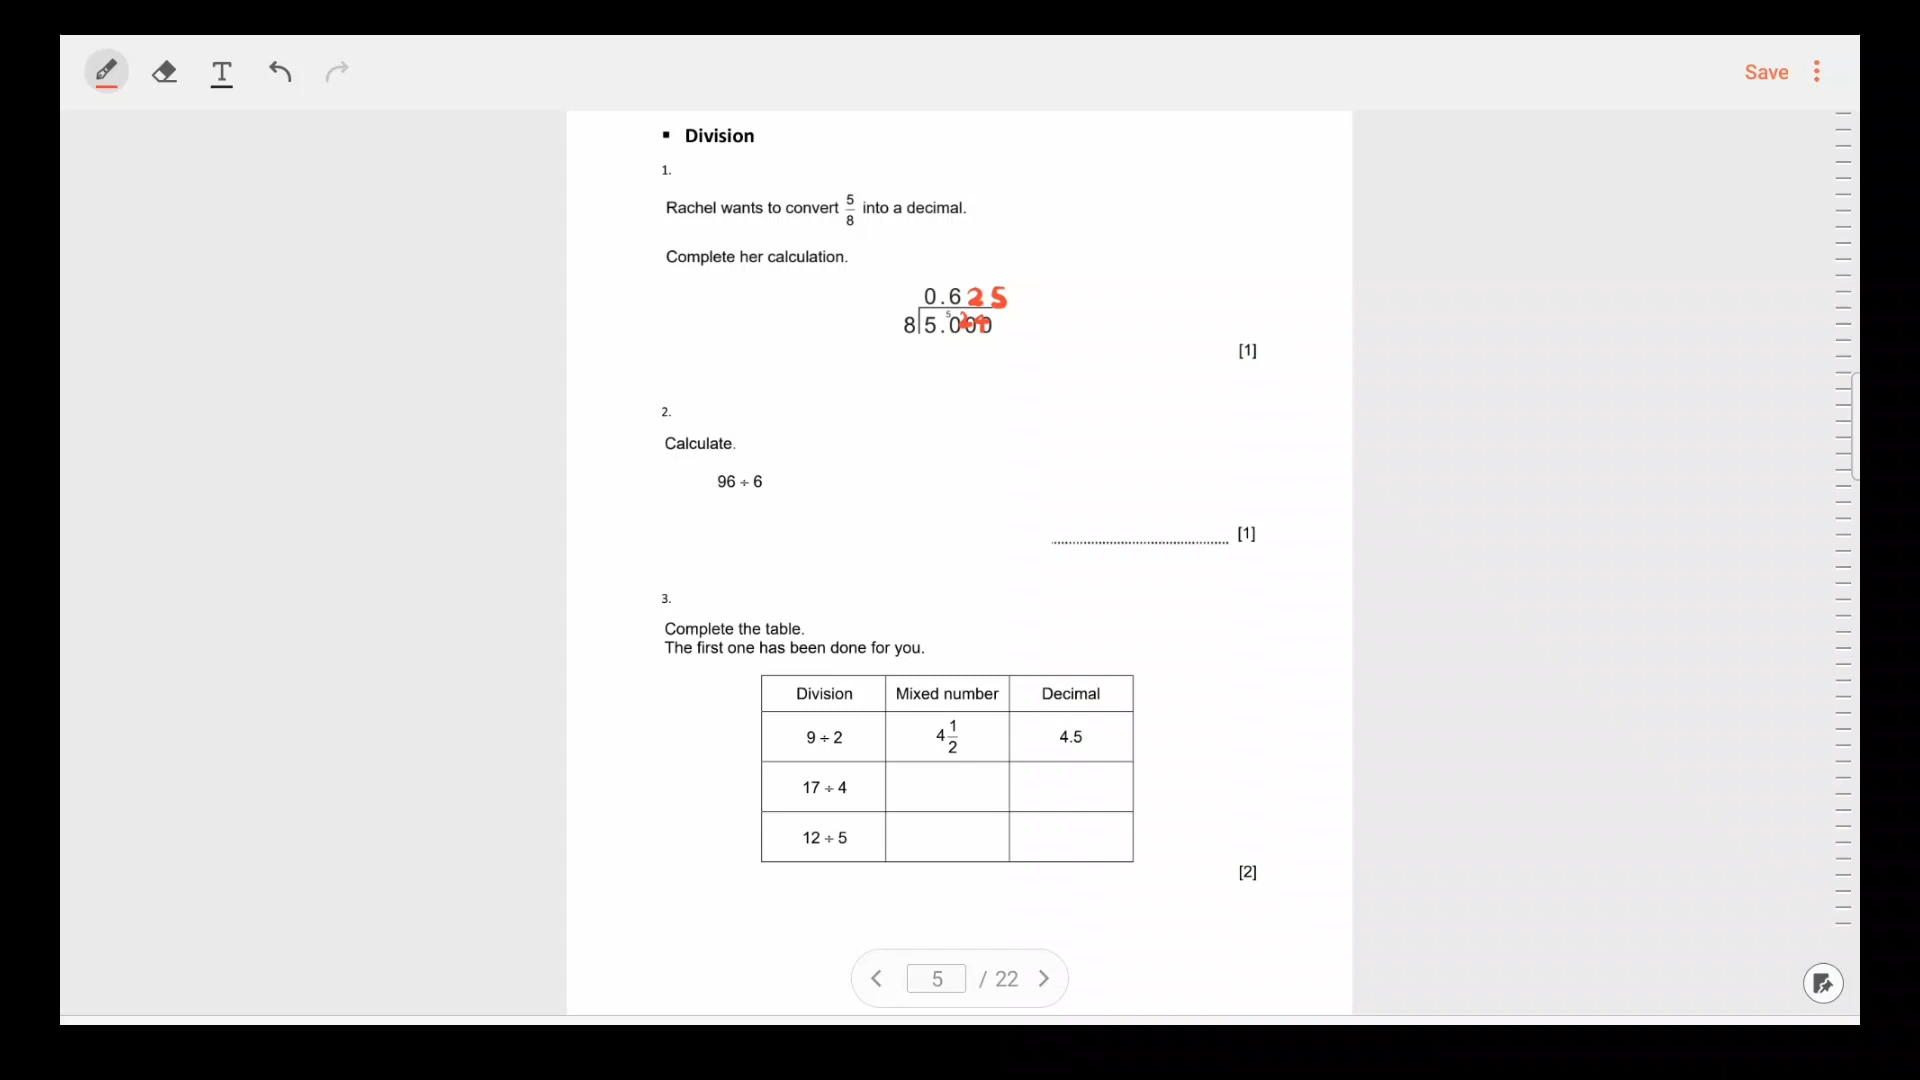 T
Save
▪ Division
1.
Rachel wants to convert 5/8 into a decimal.
Complete her calculation.
0.625
8 5.⁵0²0⁴0
[1]
2.
Calculate.
96 ÷ 6
[1]
3.
Complete the table.
The first one has been done for you.
Division Mixed number Decimal
9 ÷ 2 4 1/2 4.5
17 ÷ 4
12 ÷ 5
[2]
5 / 22